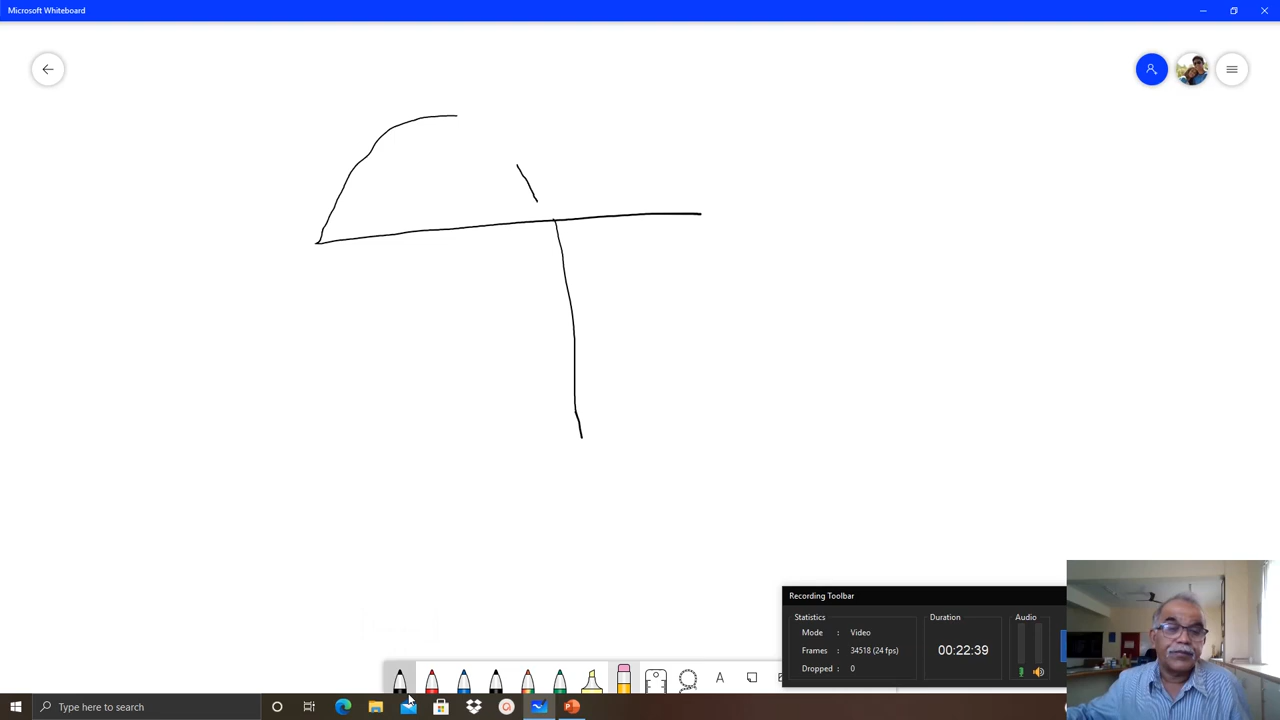 Microsoft Whiteboard
Recording Toolbar
Statistics
Duration
Audio
Mode : Video
Frames : 34518 (24 fps)
00:22:39
Dropped : 0
A
Type here to search